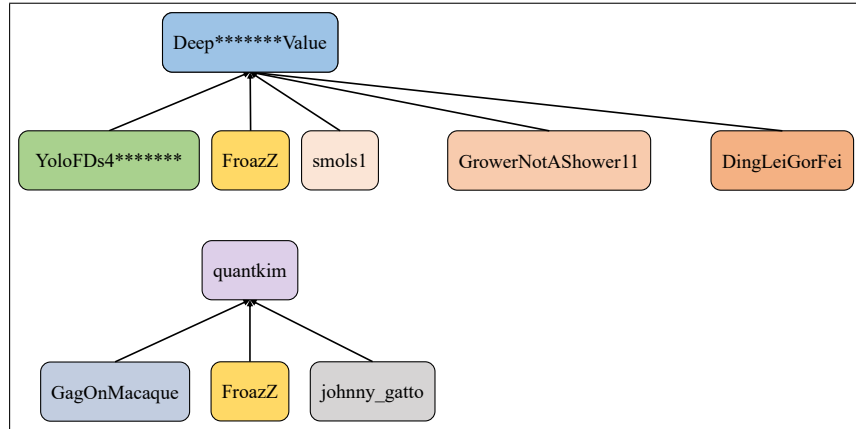 Deep*******Value
YoloFDs4*******
FroazZ
smols1
GrowerNotAShower11
DingLeiGorFei
quantkim
GagOnMacaque
FroazZ
johnny_gatto